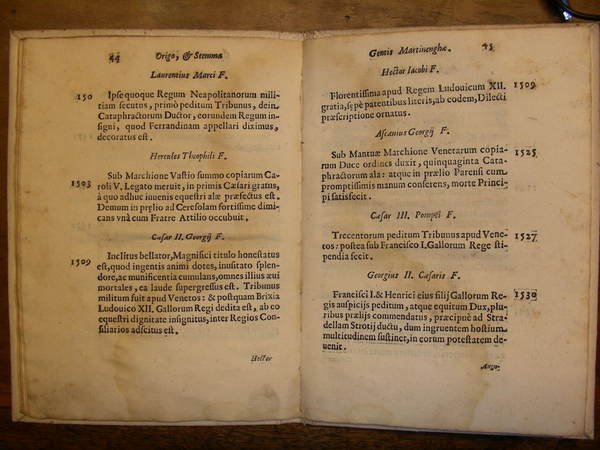 44 Origo, & Stemma
Laurentius Marci F.
150 Ipse quoque Regum Neapolitanorum mili-
tiam secutus, primò peditum Tribunus, dein
Cataphractorum Ductor, eorundem Regum in-
signi, quod Ferrandinam appellari diximus,
decoratus est.
Hercules Theophili F.
Sub Marchione Vastio summo copiarum Ca-
1503 roli V. Legato meruit, in primis Cæsari gratus,
à quo adhuc iuuenis equestri alæ præfectus est.
Demum in prælio ad Ceresolam fortissime dimi-
cans vnà cum Fratre Attilio occubuit.
Cæsar II. Georgij F.
1509 Inclitus bellator, Magnifici titulo honestatus
est, quod ingentis animi dotes, inusitato splen-
dore, ac munificentia cumulans, omnes illius æui
mortales, ea laude supergressus est. Tribunus
militum fuit apud Venetos: & postquam Brixia
Ludouico XII. Gallorum Regi dedita est, ab eo
equestri dignitate insignitus, inter Regios Con-
siliarios adscitus est.
Hector
Gentis Martinenghæ. 45
Hector Iacobi F.
Florentissima apud Regem Ludouicum XII. 1509
gratia, sępè patentibus literis, ab eodem, Dilecti
præscriptione ornatus.
Ascanius Georgij F.
Sub Mantuæ Marchione Venetarum copia- 1525
rum Duce ordines duxit, quinquaginta Cata-
phractorum ala: atque in prælio Parensi cum
promptissimis manum conserens, morte Princi-
pi satisfecit.
Cæsar III. Pompei F.
Trecentorum peditum Tribunus apud Vene- 1527
tos: postea sub Francisco I. Gallorum Rege sti-
pendia fecit.
Georgius II. Cæsaris F.
Francisci I. & Henrici eius filij Gallorum Re- 1530
gis auspicijs peditum, atque equitum Dux, plu-
ribus præljs commendatus, præcipuè ad Stra-
dellam Strotij ductu, dum ingruentem hostium
multitudinem sustinet, in eorum potestatem de-
uenit.